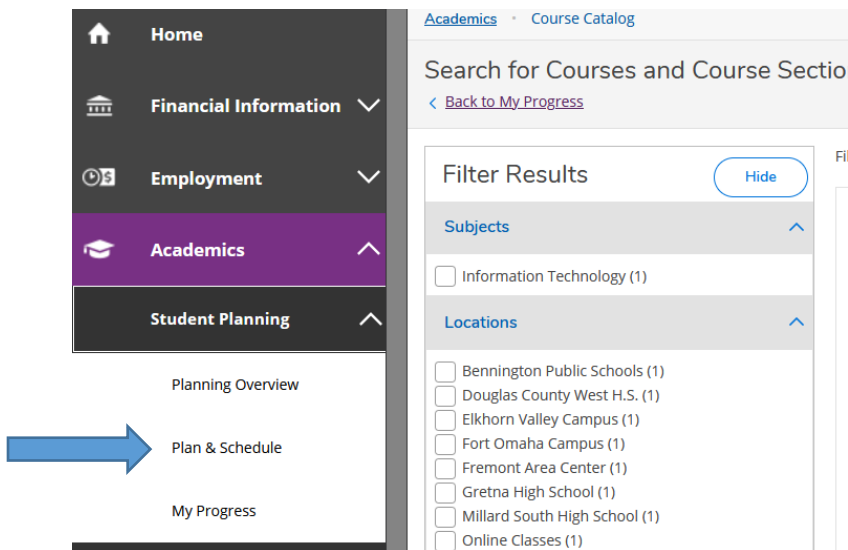 Home
Financial Information
Employment
Academics
Student Planning
Planning Overview
Plan & Schedule
My Progress
Academics · Course Catalog
Search for Courses and Course Sectio
< Back to My Progress
Filter Results
Hide
Fil
Subjects
Information Technology (1)
Locations
Bennington Public Schools (1)
Douglas County West H.S. (1)
Elkhorn Valley Campus (1)
Fort Omaha Campus (1)
Fremont Area Center (1)
Gretna High School (1)
Millard South High School (1)
Online Classes (1)